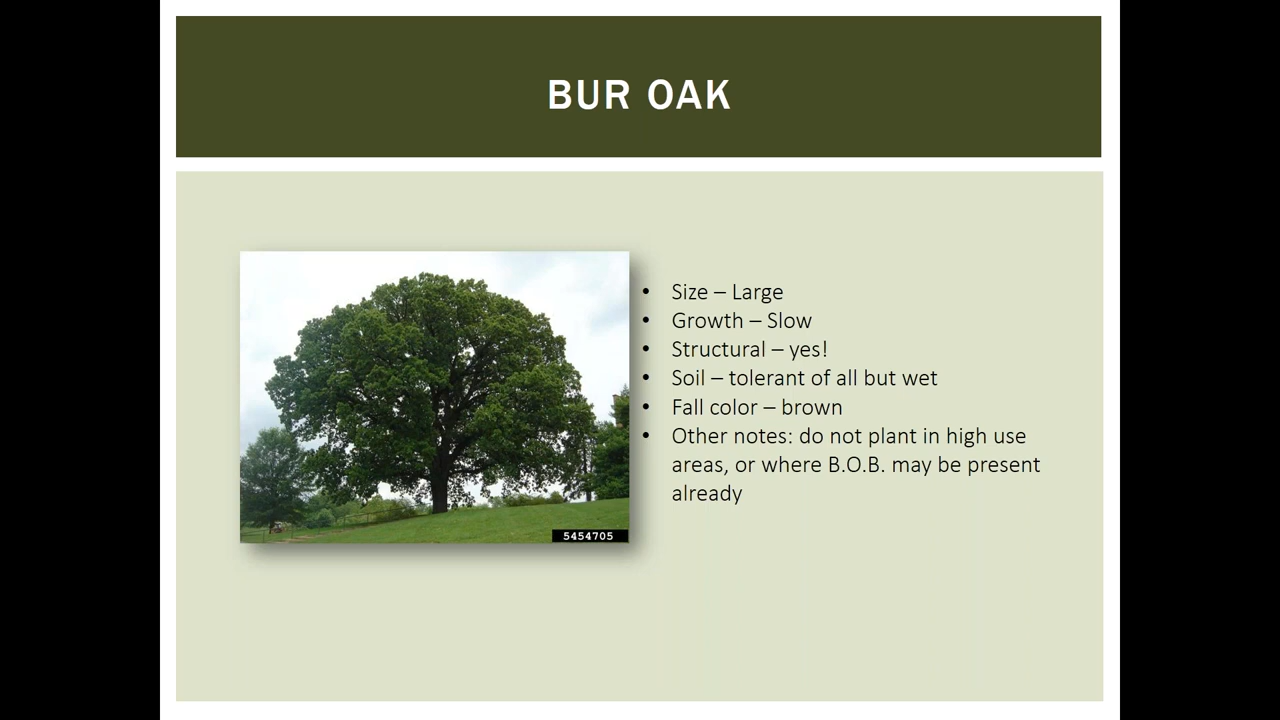 BUR OAK
• Size – Large
• Growth – Slow
• Structural – yes!
• Soil – tolerant of all but wet
• Fall color – brown
• Other notes: do not plant in high use
areas, or where B.O.B. may be present
already
5454705